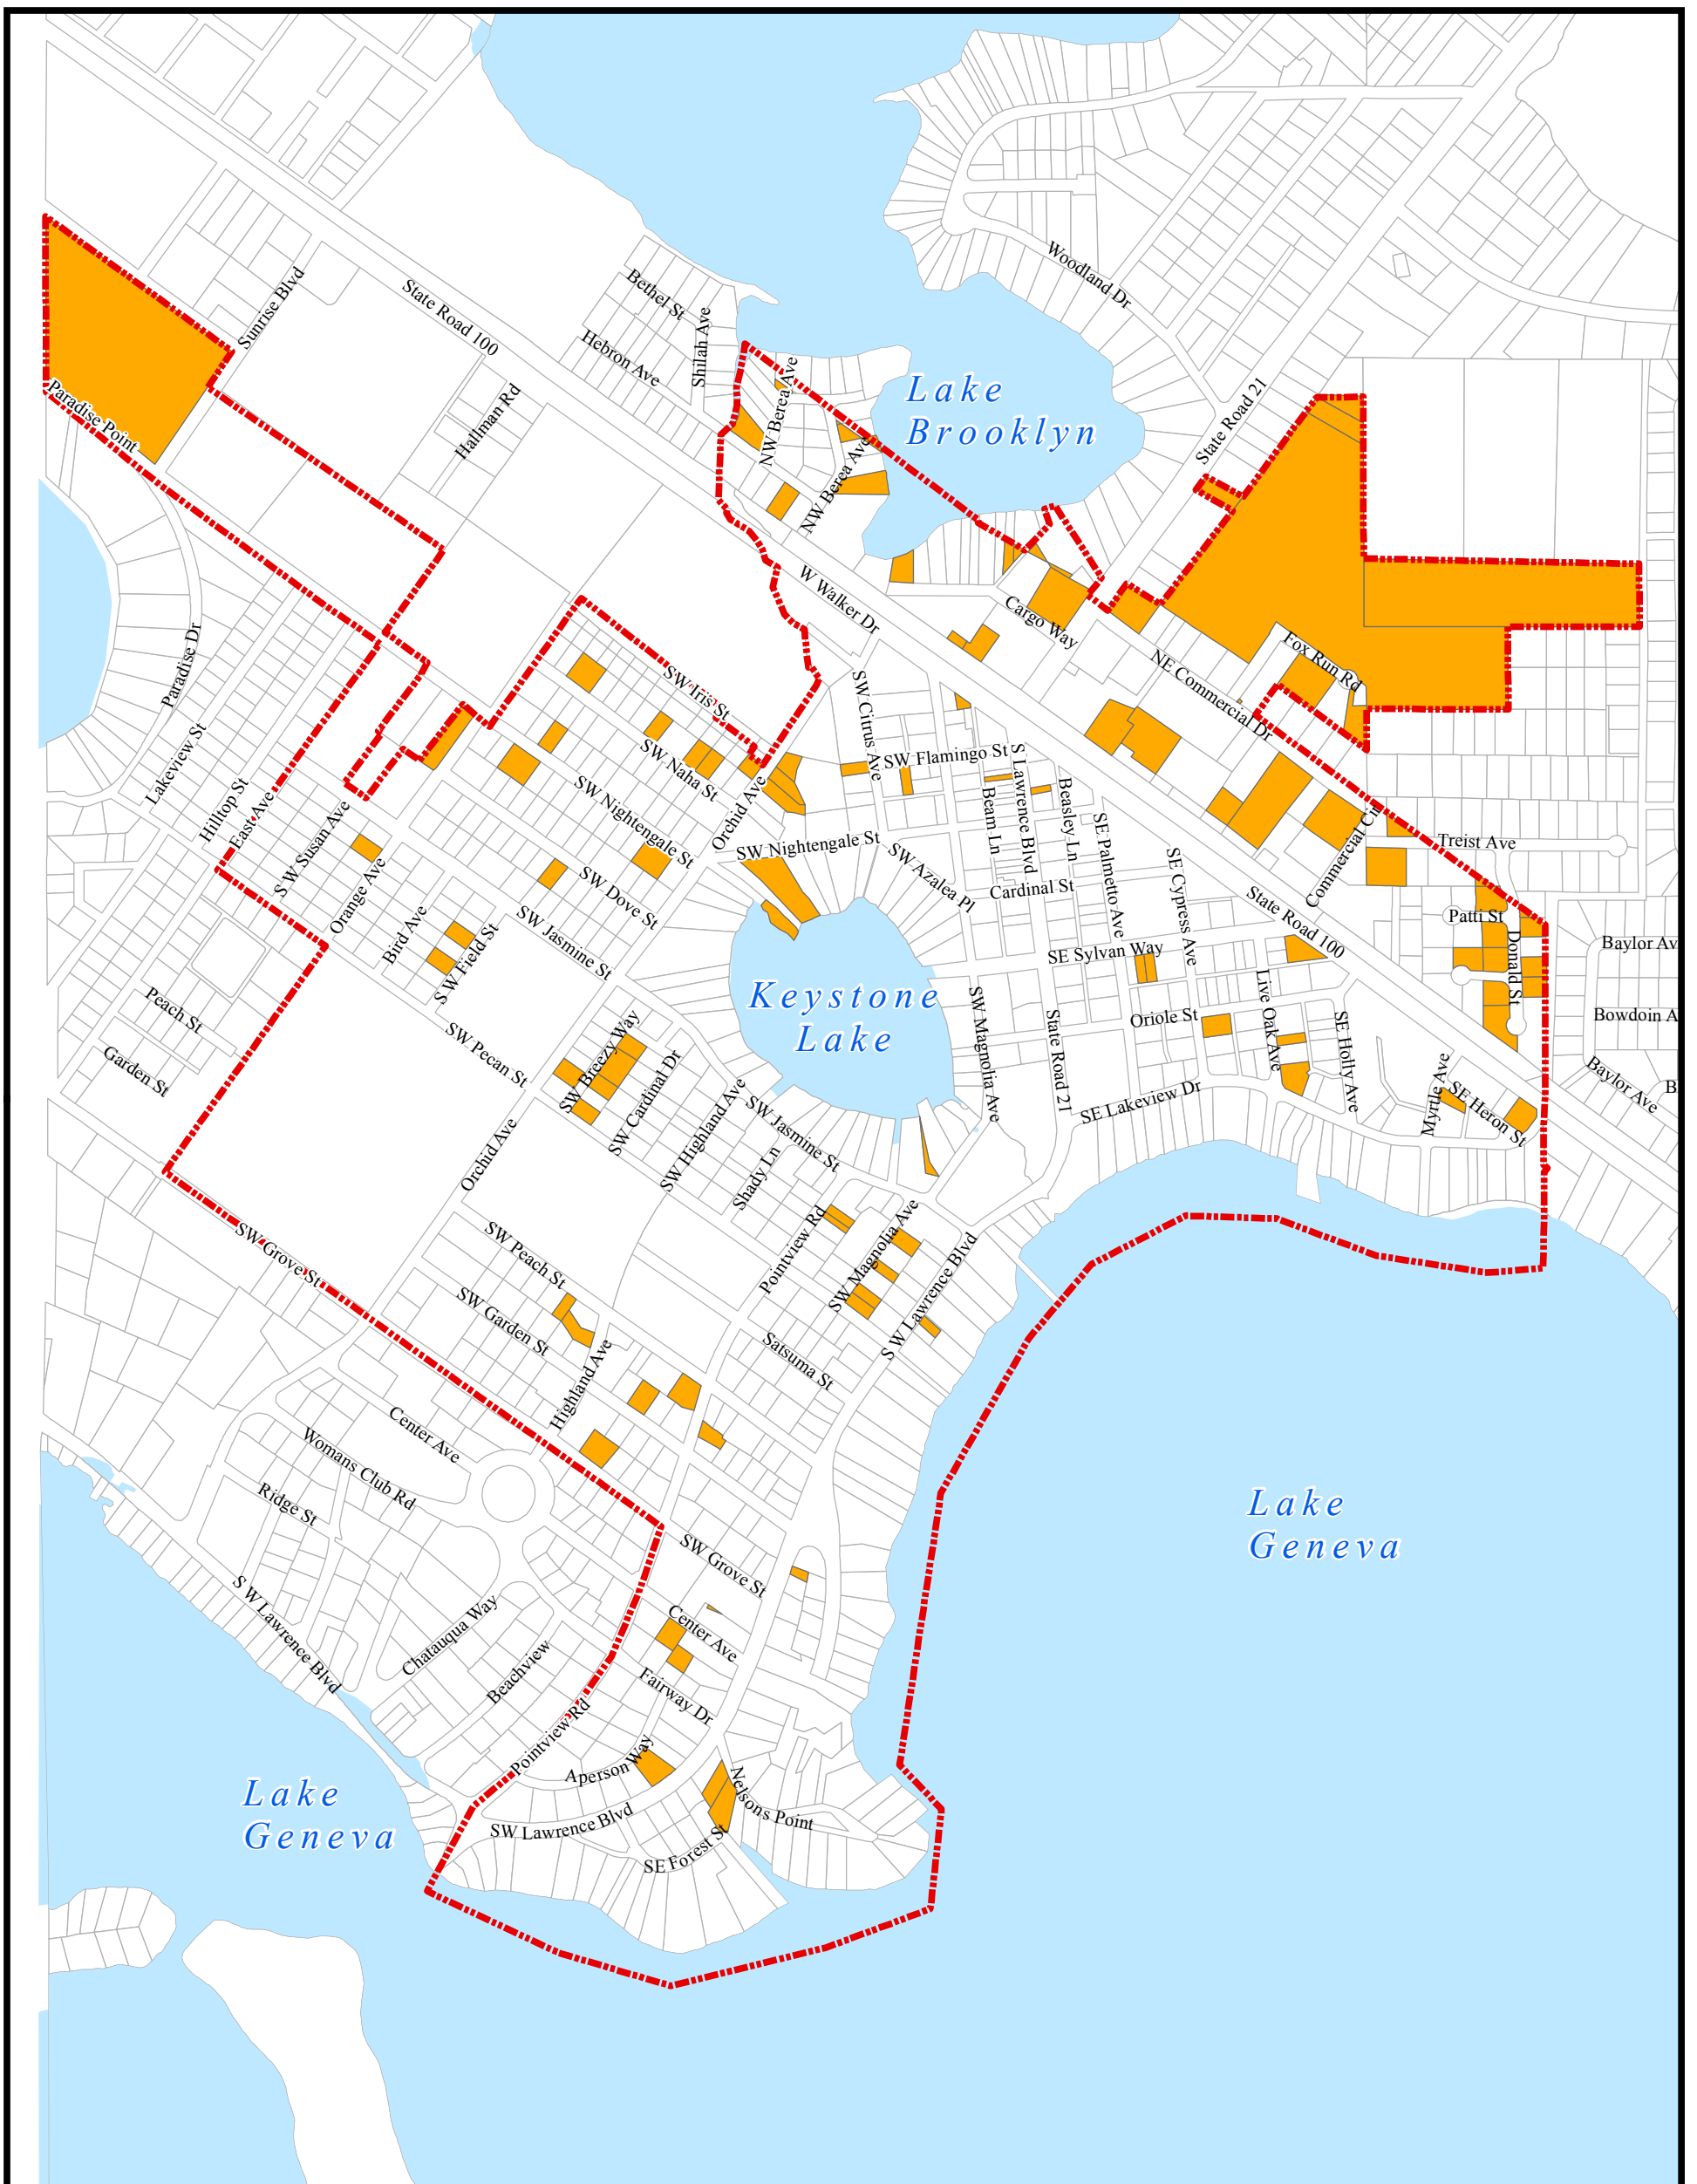 Woodland Dr
Sunrise Blvd
State Road 100
Bethel St
Shilah Ave
Hebron Ave
NW Berea Ave
Lake
Brooklyn
State Road 21
Paradise Point
Hallman Rd
NW Berea Ave
W Walker Dr
Cargo Way
Paradise Dr
Fox Run Rd
NE Commercial Dr
SW Iris St
SW Citrus Ave
SW Flamingo St
S Lawrence Blvd
Lakeview St
Hilltop St
East Ave
SW Naha St
SW Nightengale St
Orchid Ave
SW Nightengale St
Beam Ln
Beasley Ln
SE Palmetto Ave
Commercial Cir
Treist Ave
S W Susan Ave
Orange Ave
SW Dove St
SW Azalea Pl
Cardinal St
SE Cypress Ave
State Road 100
Patti St
Donald St
Baylor Av
Bird Ave
S W Field St
SW Jasmine St
SE Sylvan Way
Live Oak Ave
Keystone
Lake
Peach St
Garden St
SW Pecan St
SW Breezy Way
SW Cardinal Dr
SW Highland Ave
SW Magnolia Ave
State Road 21
Oriole St
SE Holly Ave
Bowdoin A
Baylor Ave
B
SE Lakeview Dr
Myrtle Ave
SE Heron St
SW Jasmine St
Shady Ln
Orchid Ave
SW Grove St
SW Peach St
SW Garden St
Pointview Rd
SW Magnolia Ave
S W Lawrence Blvd
Satsuma St
Highland Ave
Center Ave
Womans Club Rd
Ridge St
Lake
Geneva
SW Grove St
S W Lawrence Blvd
Chatauqua Way
Beachview
Center Ave
Fairway Dr
Pointview Rd
Aperson Way
Nelsons Point
Lake
Geneva
SW Lawrence Blvd
SE Forest St